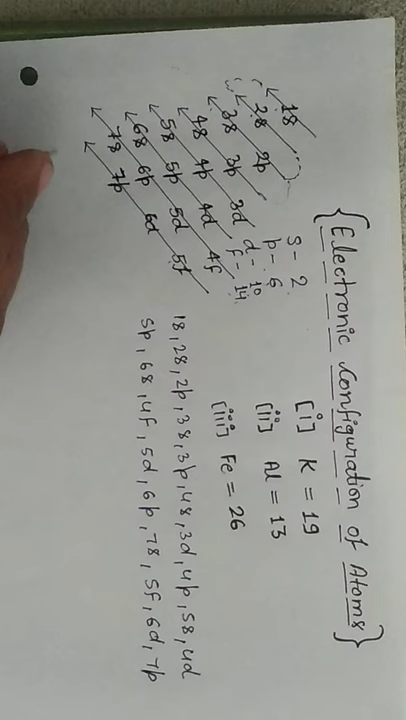 {Electronic Configuration of Atoms}
1s
2s 2p
3s 3p 3d
4s 4p 4d 4f
5s 5p 5d 5f
6s 6p 6d
7s 7p
s - 2
p - 6
d - 10
f - 14
[i] K = 19
[ii] Al = 13
[iii] Fe = 26
1s, 2s, 2p, 3s, 3p, 4s, 3d, 4p, 5s, 4d
5p, 6s, 4f, 5d, 6p, 7s, 5f, 6d, 7p